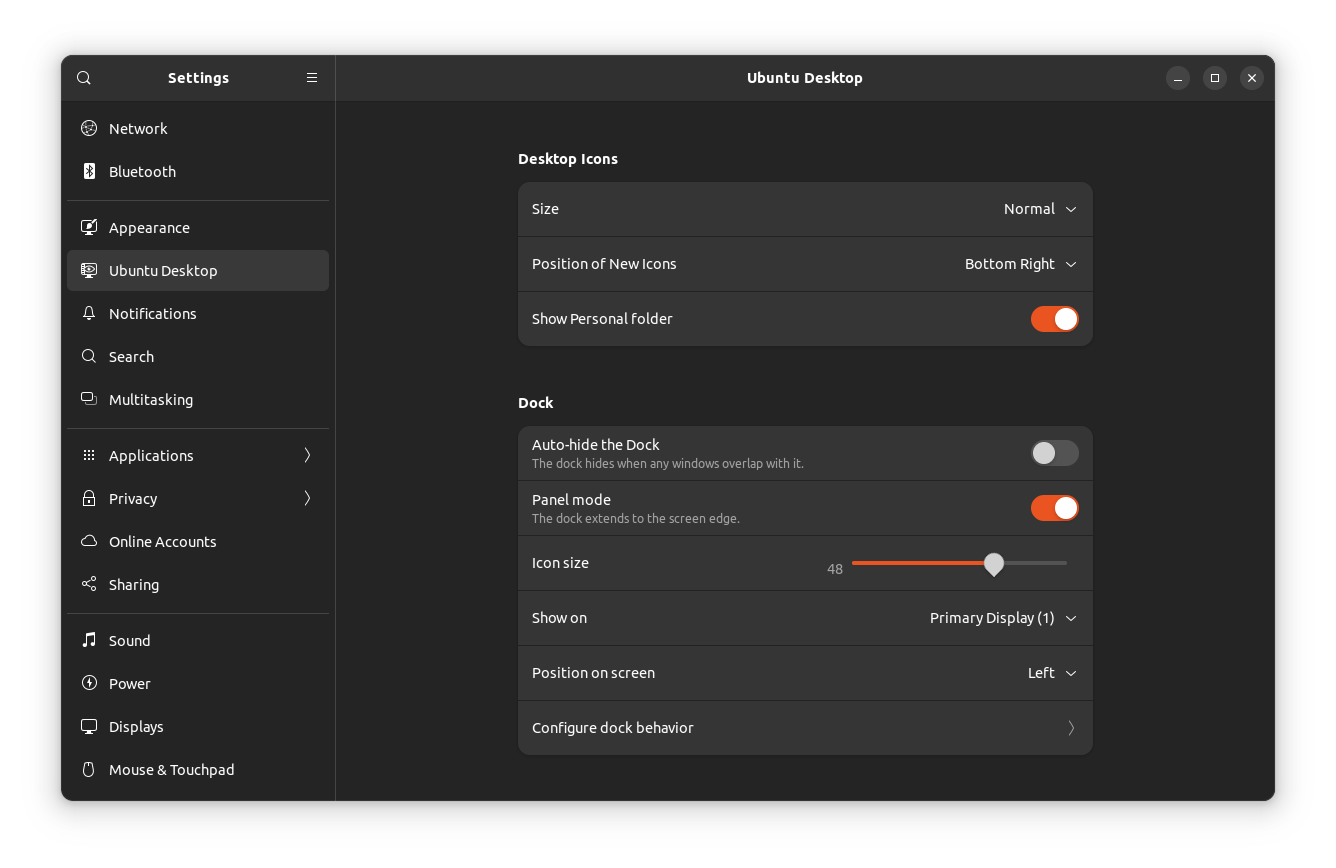 Settings
Ubuntu Desktop
Network
Bluetooth
Appearance
Ubuntu Desktop
Notifications
Search
Multitasking
Applications
Privacy
Online Accounts
Sharing
Sound
Power
Displays
Mouse & Touchpad
Desktop Icons
Size Normal
Position of New Icons Bottom Right
Show Personal folder
Dock
Auto-hide the Dock
The dock hides when any windows overlap with it.
Panel mode
The dock extends to the screen edge.
Icon size 48
Show on Primary Display (1)
Position on screen Left
Configure dock behavior